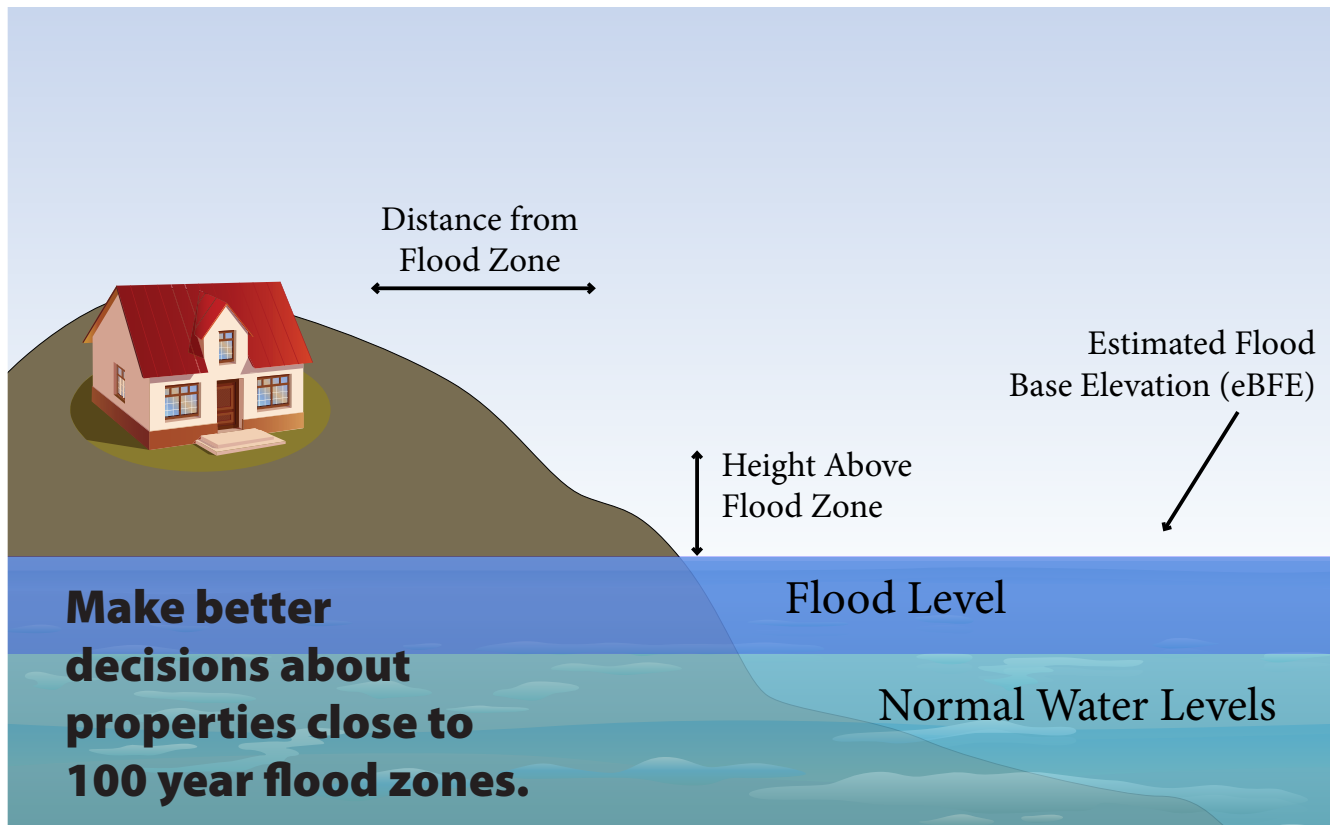 Distance from
Flood Zone
Estimated Flood
Base Elevation (eBFE)
Height Above
Flood Zone
Flood Level
Normal Water Levels
Make better
decisions about
properties close to
100 year flood zones.